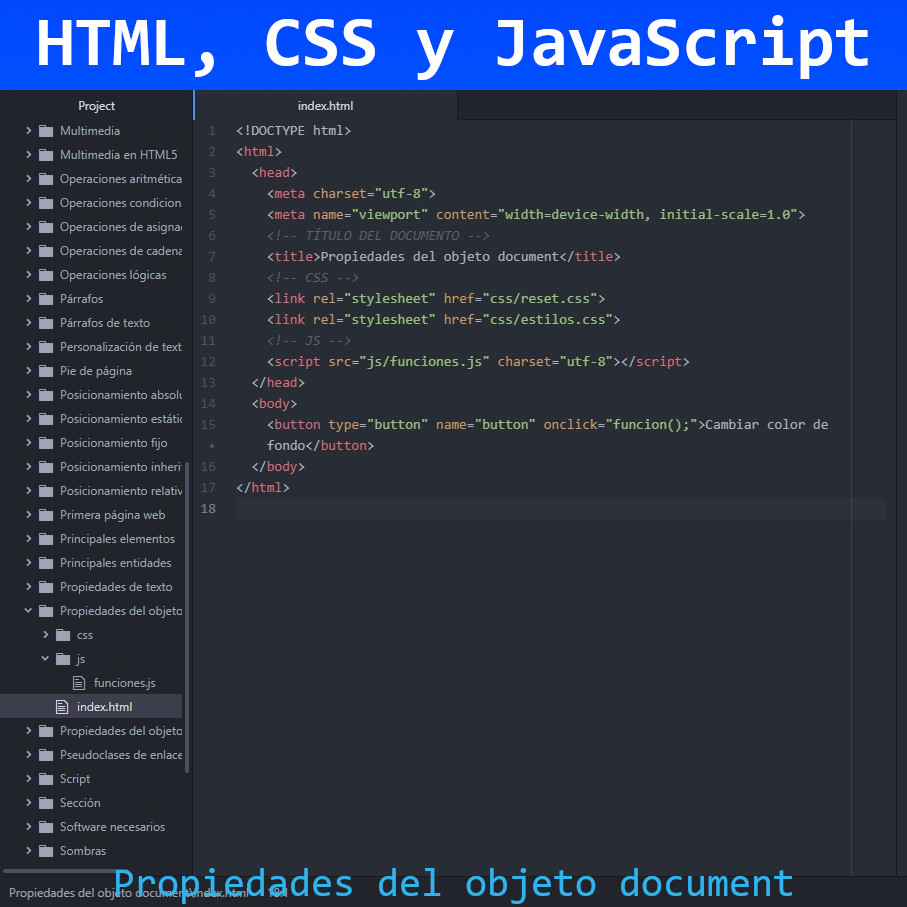 HTML, CSS y JavaScript
Project
Multimedia
Multimedia en HTML5
Operaciones aritmética
Operaciones condicion
Operaciones de asigna
Operaciones de cadena
Operaciones lógicas
Párrafos
Párrafos de texto
Personalización de text
Pie de página
Posicionamiento absolu
Posicionamiento estátic
Posicionamiento fijo
Posicionamiento inheri
Posicionamiento relativ
Primera página web
Principales elementos
Principales entidades
Propiedades de texto
Propiedades del objeto
css
js
funciones.js
index.html
Propiedades del objeto
Pseudoclases de enlace
Script
Sección
Software necesarios
Sombras
index.html
1 <!DOCTYPE html>
2 <html>
3 <head>
4 <meta charset="utf-8">
5 <meta name="viewport" content="width=device-width, initial-scale=1.0">
6 <!-- TÍTULO DEL DOCUMENTO -->
7 <title>Propiedades del objeto document</title>
8 <!-- CSS -->
9 <link rel="stylesheet" href="css/reset.css">
10 <link rel="stylesheet" href="css/estilos.css">
11 <!-- JS -->
12 <script src="js/funciones.js" charset="utf-8"></script>
13 </head>
14 <body>
15 <button type="button" name="button" onclick="funcion();">Cambiar color de
• fondo</button>
16 </body>
17 </html>
18
Propiedades del objeto document\index.html 18:1
Propiedades del objeto document